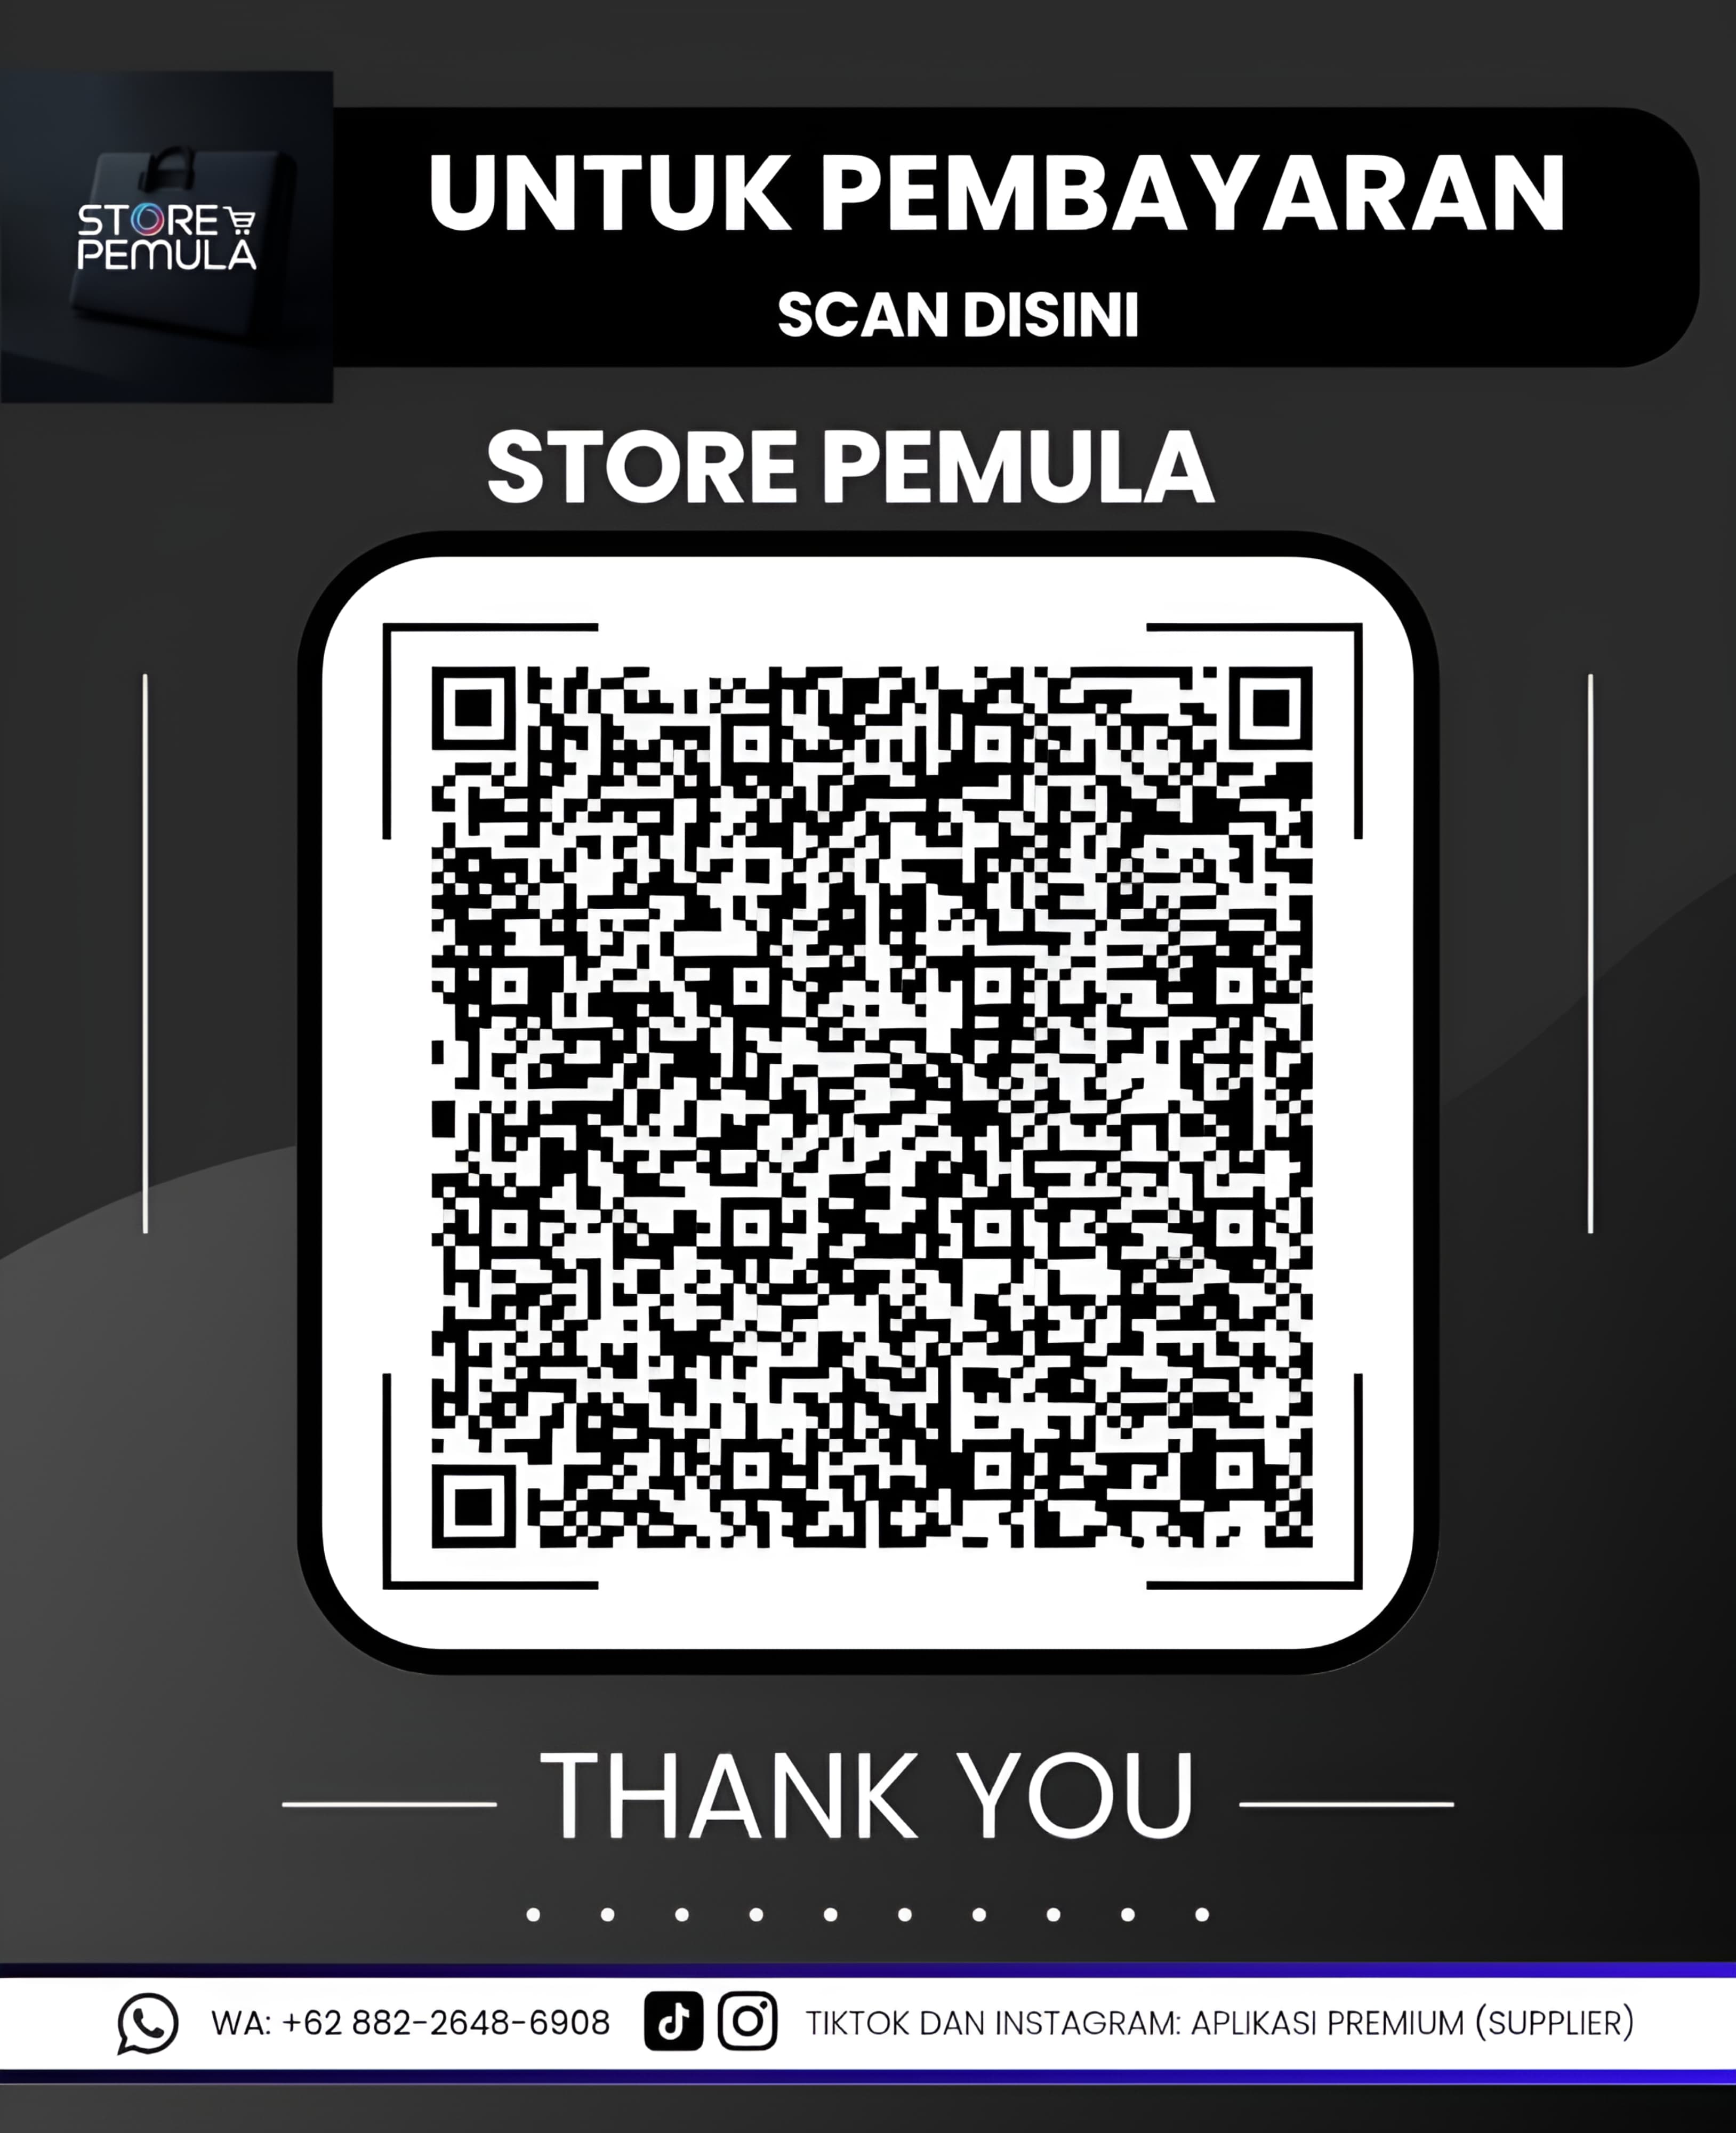 STORE
PEMULA
UNTUK PEMBAYARAN
SCAN DISINI
STORE PEMULA
THANK YOU
WA: +62 882-2648-6908
TIKTOK DAN INSTAGRAM: APLIKASI PREMIUM (SUPPLIER)